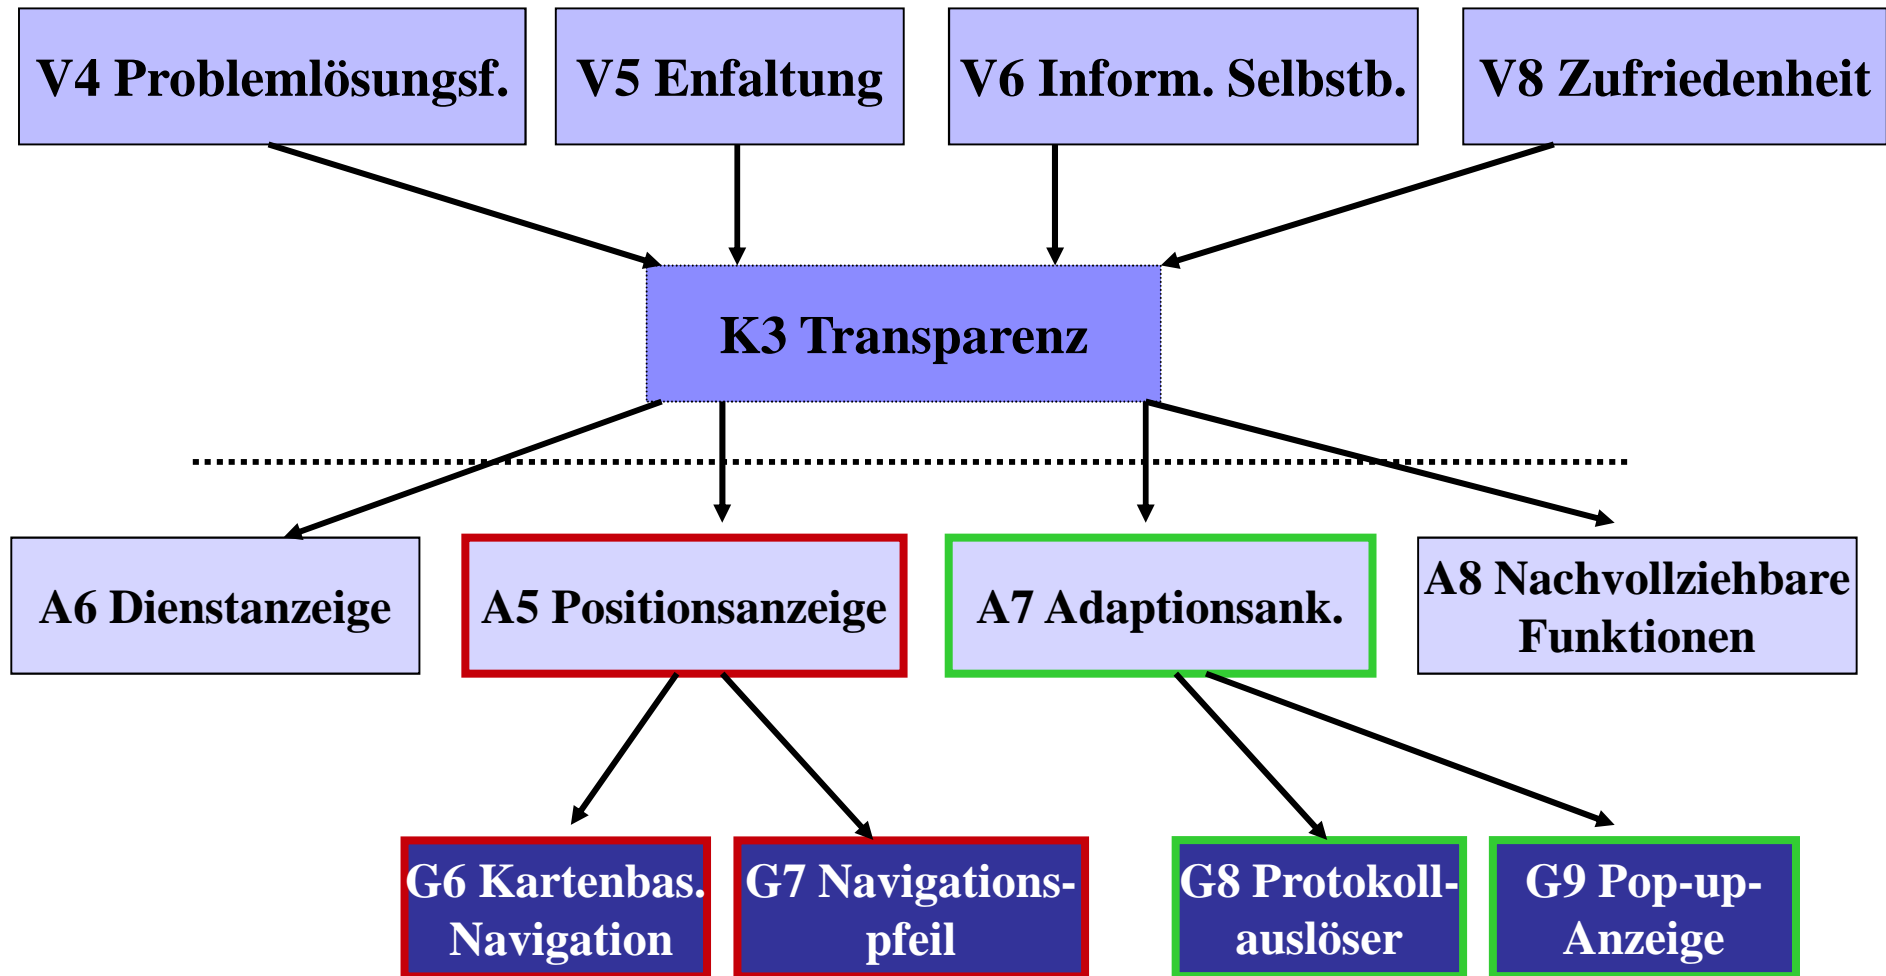 V4 Problemlösungsf.
V5 Enfaltung
V6 Inform. Selbstb.
V8 Zufriedenheit
K3 Transparenz
A6 Dienstanzeige
A5 Positionsanzeige
A7 Adaptionsank.
A8 Nachvollziehbare
Funktionen
G6 Kartenbas.
Navigation
G7 Navigations-
pfeil
G8 Protokoll-
auslöser
G9 Pop-up-
Anzeige